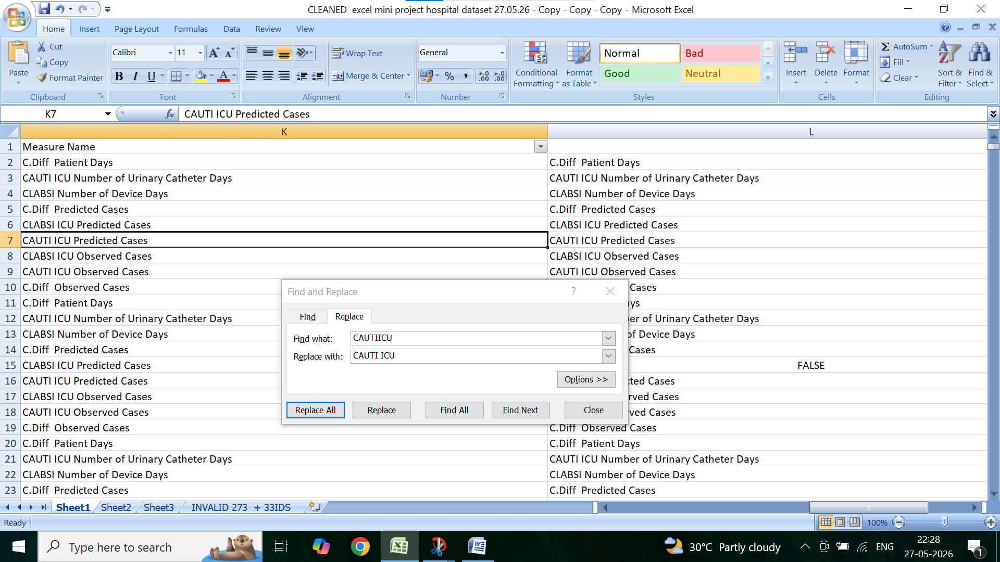 CLEANED  excel mini project hospital dataset 27.05.26 - Copy - Copy - Copy - Microsoft Excel
Home Insert Page Layout Formulas Data Review View
Paste
Cut
Copy
Format Painter
Clipboard
Calibri 11
B I U
Font
Wrap Text
Merge & Center
Alignment
General
%
Number
Conditional Formatting
Format as Table
Normal Bad
Good Neutral
Styles
Insert Delete Format
Cells
AutoSum
Fill
Clear
Sort & Filter
Find & Select
Editing
K7 fx CAUTI ICU Predicted Cases
K L
1 Measure Name
2 C.Diff  Patient Days C.Diff  Patient Days
3 CAUTI ICU Number of Urinary Catheter Days CAUTI ICU Number of Urinary Catheter Days
4 CLABSI Number of Device Days CLABSI Number of Device Days
5 C.Diff  Predicted Cases C.Diff  Predicted Cases
6 CLABSI ICU Predicted Cases CLABSI ICU Predicted Cases
7 CAUTI ICU Predicted Cases CAUTI ICU Predicted Cases
8 CLABSI ICU Observed Cases CLABSI ICU Observed Cases
9 CAUTI ICU Observed Cases CAUTI ICU Observed Cases
10 C.Diff  Observed Cases Cases
11 C.Diff  Patient Days
12 CAUTI ICU Number of Urinary Catheter Days of Urinary Catheter Days
13 CLABSI Number of Device Days of Device Days
14 C.Diff  Predicted Cases Cases
15 CLABSI ICU Predicted Cases FALSE
16 CAUTI ICU Predicted Cases Cases
17 CLABSI ICU Observed Cases Cases
18 CAUTI ICU Observed Cases Cases
19 C.Diff  Observed Cases C.Diff  Observed Cases
20 C.Diff  Patient Days C.Diff  Patient Days
21 CAUTI ICU Number of Urinary Catheter Days CAUTI ICU Number of Urinary Catheter Days
22 CLABSI Number of Device Days CLABSI Number of Device Days
23 C.Diff  Predicted Cases C.Diff  Predicted Cases
Find and Replace ?
Find Replace
Find what: CAUTIICU
Replace with: CAUTI ICU
Options >>
Replace All Replace Find All Find Next Close
Sheet1 Sheet2 Sheet3 INVALID 273  + 33IDS
Ready 100%
Type here to search
30°C Partly cloudy
ENG
22:28
27-05-2026
1